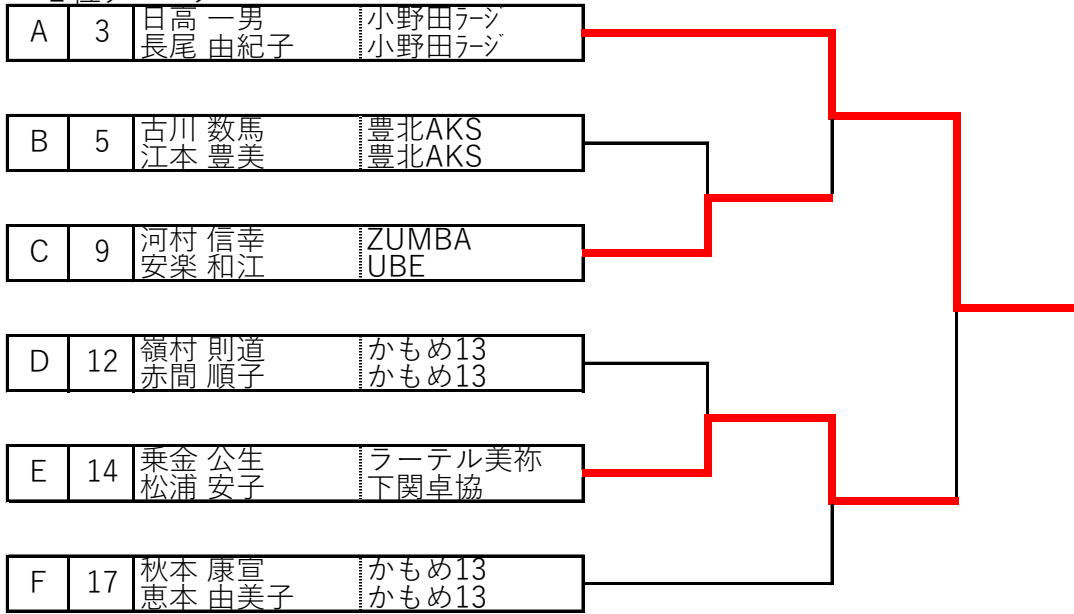 A 3 日高 一男 小野田ﾗｰｼﾞ
長尾 由紀子 小野田ﾗｰｼﾞ
B 5 古川 数馬 豊北AKS
江本 豊美 豊北AKS
C 9 河村 信幸 ZUMBA
安楽 和江 UBE
D 12 嶺村 則道 かもめ13
赤間 順子 かもめ13
E 14 乗金 公生 ラーテル美祢
松浦 安子 下関卓協
F 17 秋本 康宣 かもめ13
恵本 由美子 かもめ13